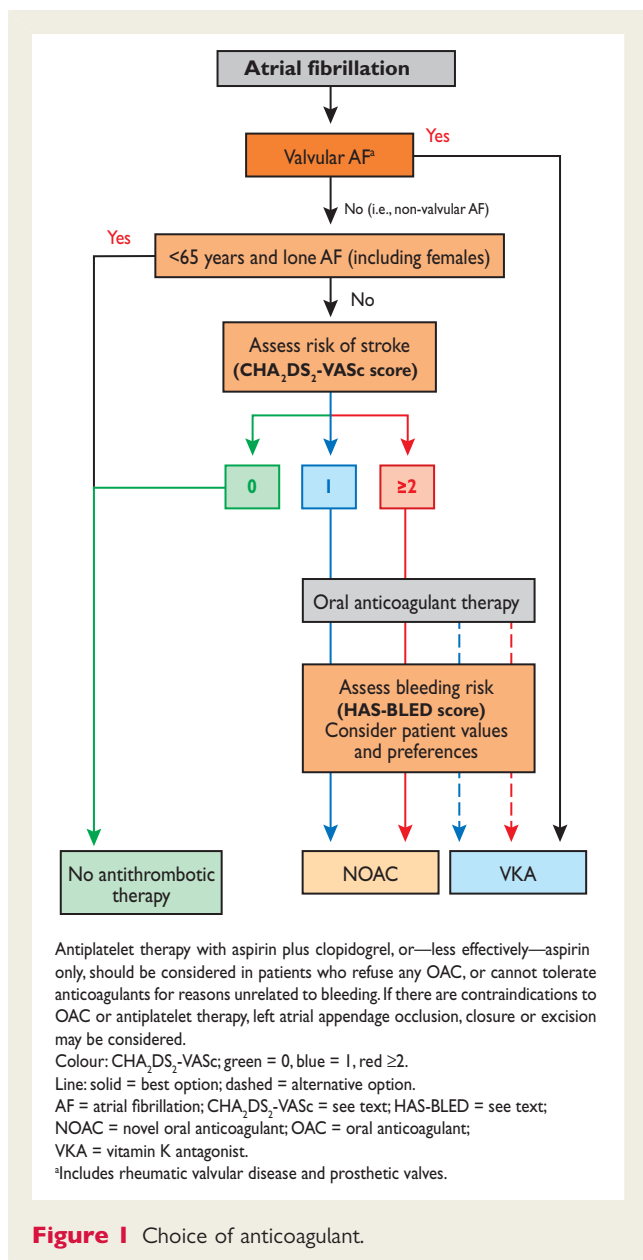 Atrial fibrillation
Yes
Valvular AFᵃ
No (i.e., non-valvular AF)
Yes
<65 years and lone AF (including females)
No
Assess risk of stroke
(CHA₂DS₂-VASc score)
0
1
≥2
Oral anticoagulant therapy
Assess bleeding risk
(HAS-BLED score)
Consider patient values
and preferences
No antithrombotic
therapy
NOAC
VKA
Antiplatelet therapy with aspirin plus clopidogrel, or—less effectively—aspirin
only, should be considered in patients who refuse any OAC, or cannot tolerate
anticoagulants for reasons unrelated to bleeding. If there are contraindications to
OAC or antiplatelet therapy, left atrial appendage occlusion, closure or excision
may be considered.
Colour: CHA₂DS₂-VASc; green = 0, blue = 1, red ≥2.
Line: solid = best option; dashed = alternative option.
AF = atrial fibrillation; CHA₂DS₂-VASc = see text; HAS-BLED = see text;
NOAC = novel oral anticoagulant; OAC = oral anticoagulant;
VKA = vitamin K antagonist.
ᵃIncludes rheumatic valvular disease and prosthetic valves.
Figure 1 Choice of anticoagulant.